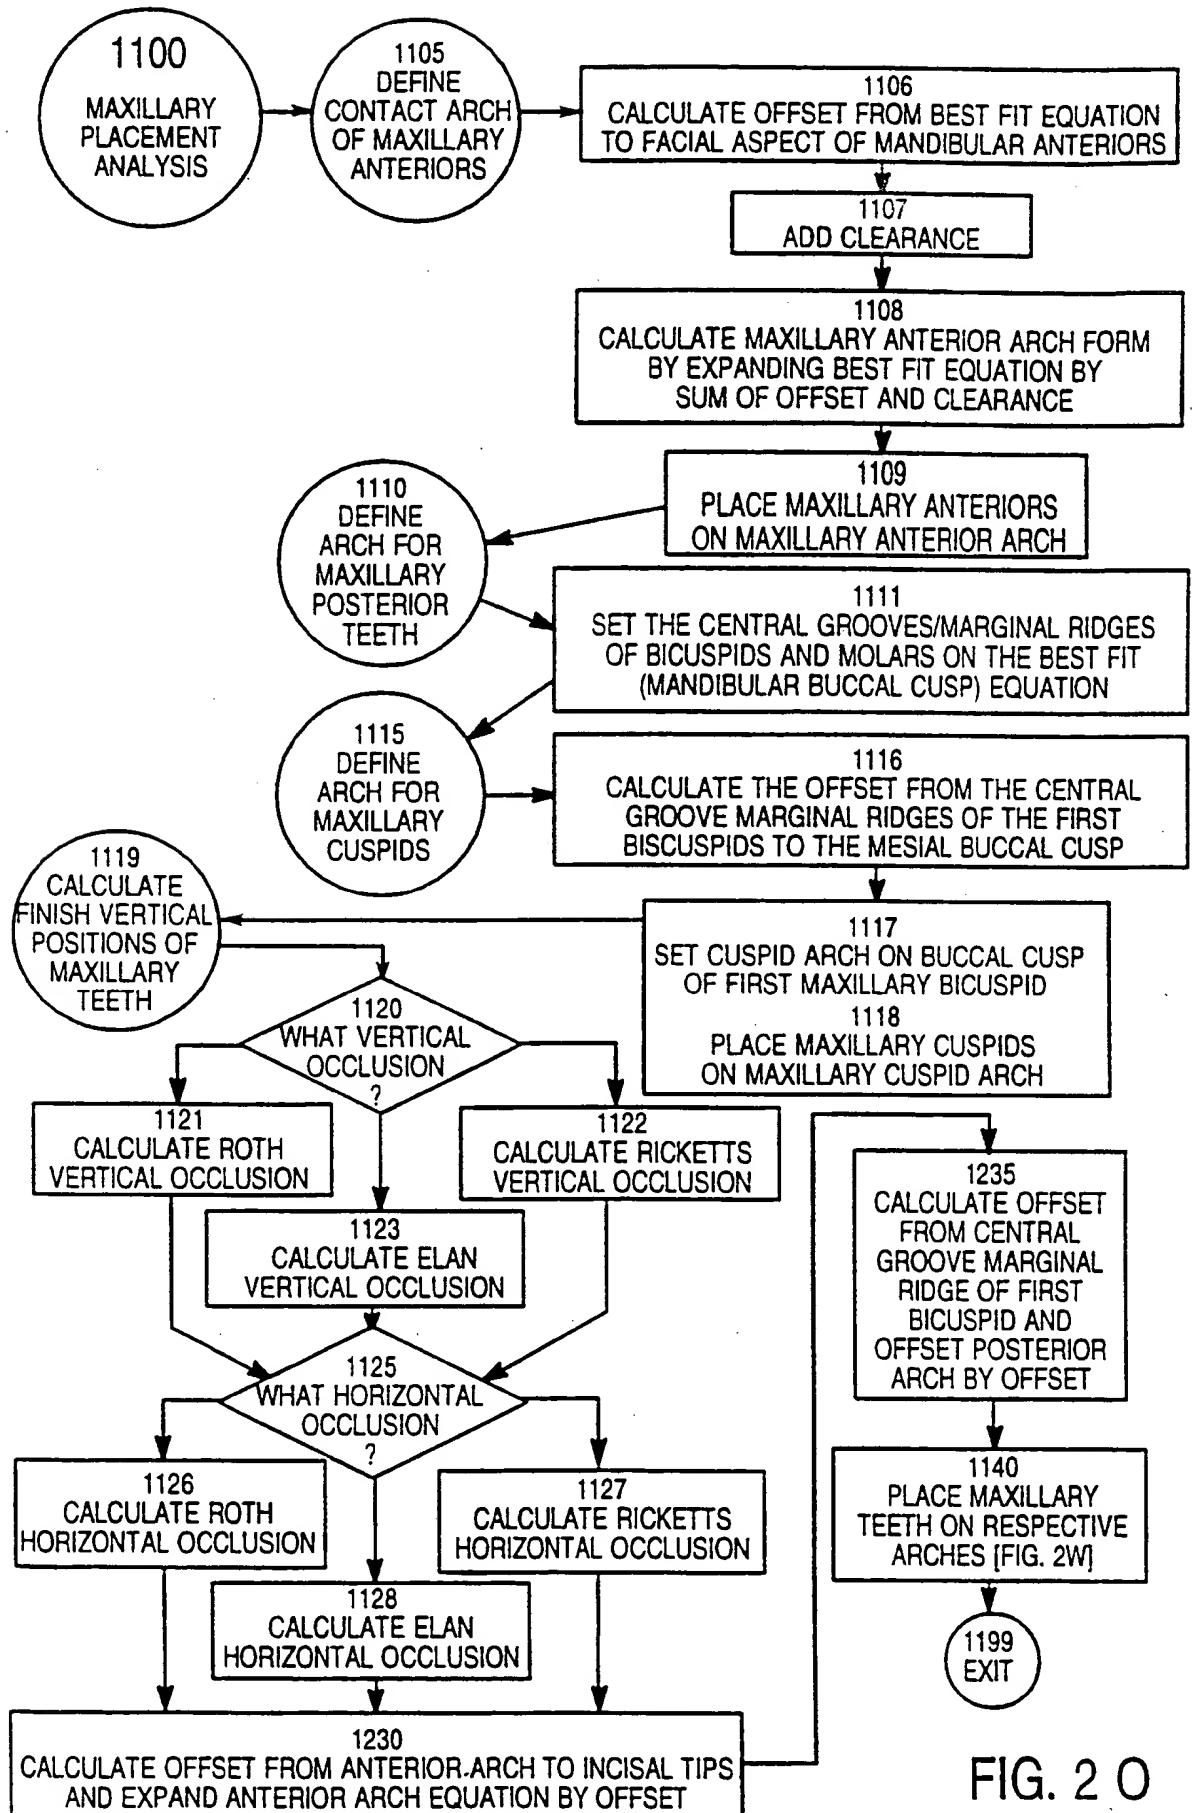 1100
MAXILLARY
PLACEMENT
ANALYSIS
1105
DEFINE
CONTACT ARCH
OF MAXILLARY
ANTERIORS
1106
CALCULATE OFFSET FROM BEST FIT EQUATION
TO FACIAL ASPECT OF MANDIBULAR ANTERIORS
1107
ADD CLEARANCE
1108
CALCULATE MAXILLARY ANTERIOR ARCH FORM
BY EXPANDING BEST FIT EQUATION BY
SUM OF OFFSET AND CLEARANCE
1109
PLACE MAXILLARY ANTERIORS
ON MAXILLARY ANTERIOR ARCH
1110
DEFINE
ARCH FOR
MAXILLARY
POSTERIOR
TEETH
1111
SET THE CENTRAL GROOVES/MARGINAL RIDGES
OF BICUSPIDS AND MOLARS ON THE BEST FIT
(MANDIBULAR BUCCAL CUSP) EQUATION
1115
DEFINE
ARCH FOR
MAXILLARY
CUSPIDS
1116
CALCULATE THE OFFSET FROM THE CENTRAL
GROOVE MARGINAL RIDGES OF THE FIRST
BISCUSPIDS TO THE MESIAL BUCCAL CUSP
1117
SET CUSPID ARCH ON BUCCAL CUSP
OF FIRST MAXILLARY BICUSPID
1118
PLACE MAXILLARY CUSPIDS
ON MAXILLARY CUSPID ARCH
1119
CALCULATE
FINISH VERTICAL
POSITIONS OF
MAXILLARY
TEETH
1120
WHAT VERTICAL
OCCLUSION
?
1121
CALCULATE ROTH
VERTICAL OCCLUSION
1122
CALCULATE RICKETTS
VERTICAL OCCLUSION
1123
CALCULATE ELAN
VERTICAL OCCLUSION
1125
WHAT HORIZONTAL
OCCLUSION
?
1126
CALCULATE ROTH
HORIZONTAL OCCLUSION
1127
CALCULATE RICKETTS
HORIZONTAL OCCLUSION
1128
CALCULATE ELAN
HORIZONTAL OCCLUSION
1230
CALCULATE OFFSET FROM ANTERIOR ARCH TO INCISAL TIPS
AND EXPAND ANTERIOR ARCH EQUATION BY OFFSET
1235
CALCULATE OFFSET
FROM CENTRAL
GROOVE MARGINAL
RIDGE OF FIRST
BICUSPID AND
OFFSET POSTERIOR
ARCH BY OFFSET
1140
PLACE MAXILLARY
TEETH ON RESPECTIVE
ARCHES [FIG. 2W]
1199
EXIT
FIG. 2 O